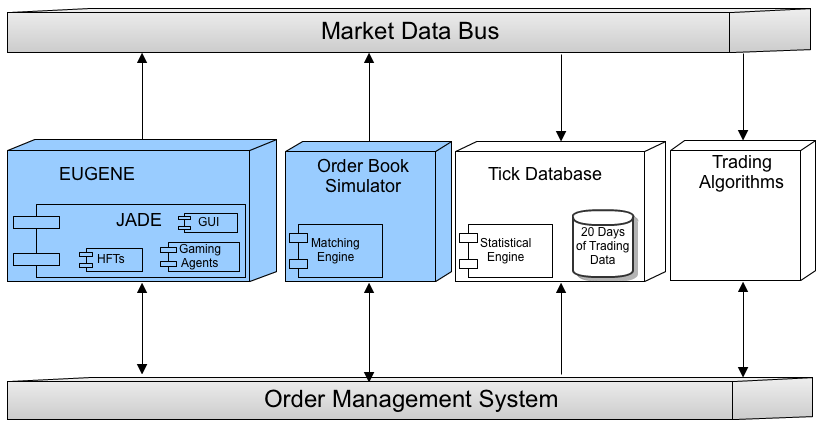 Market Data Bus
EUGENE
JADE
GUI
HFTs
Gaming
Agents
Order Book
Simulator
Matching
Engine
Tick Database
Statistical
Engine
20 Days
of Trading
Data
Trading
Algorithms
Order Management System